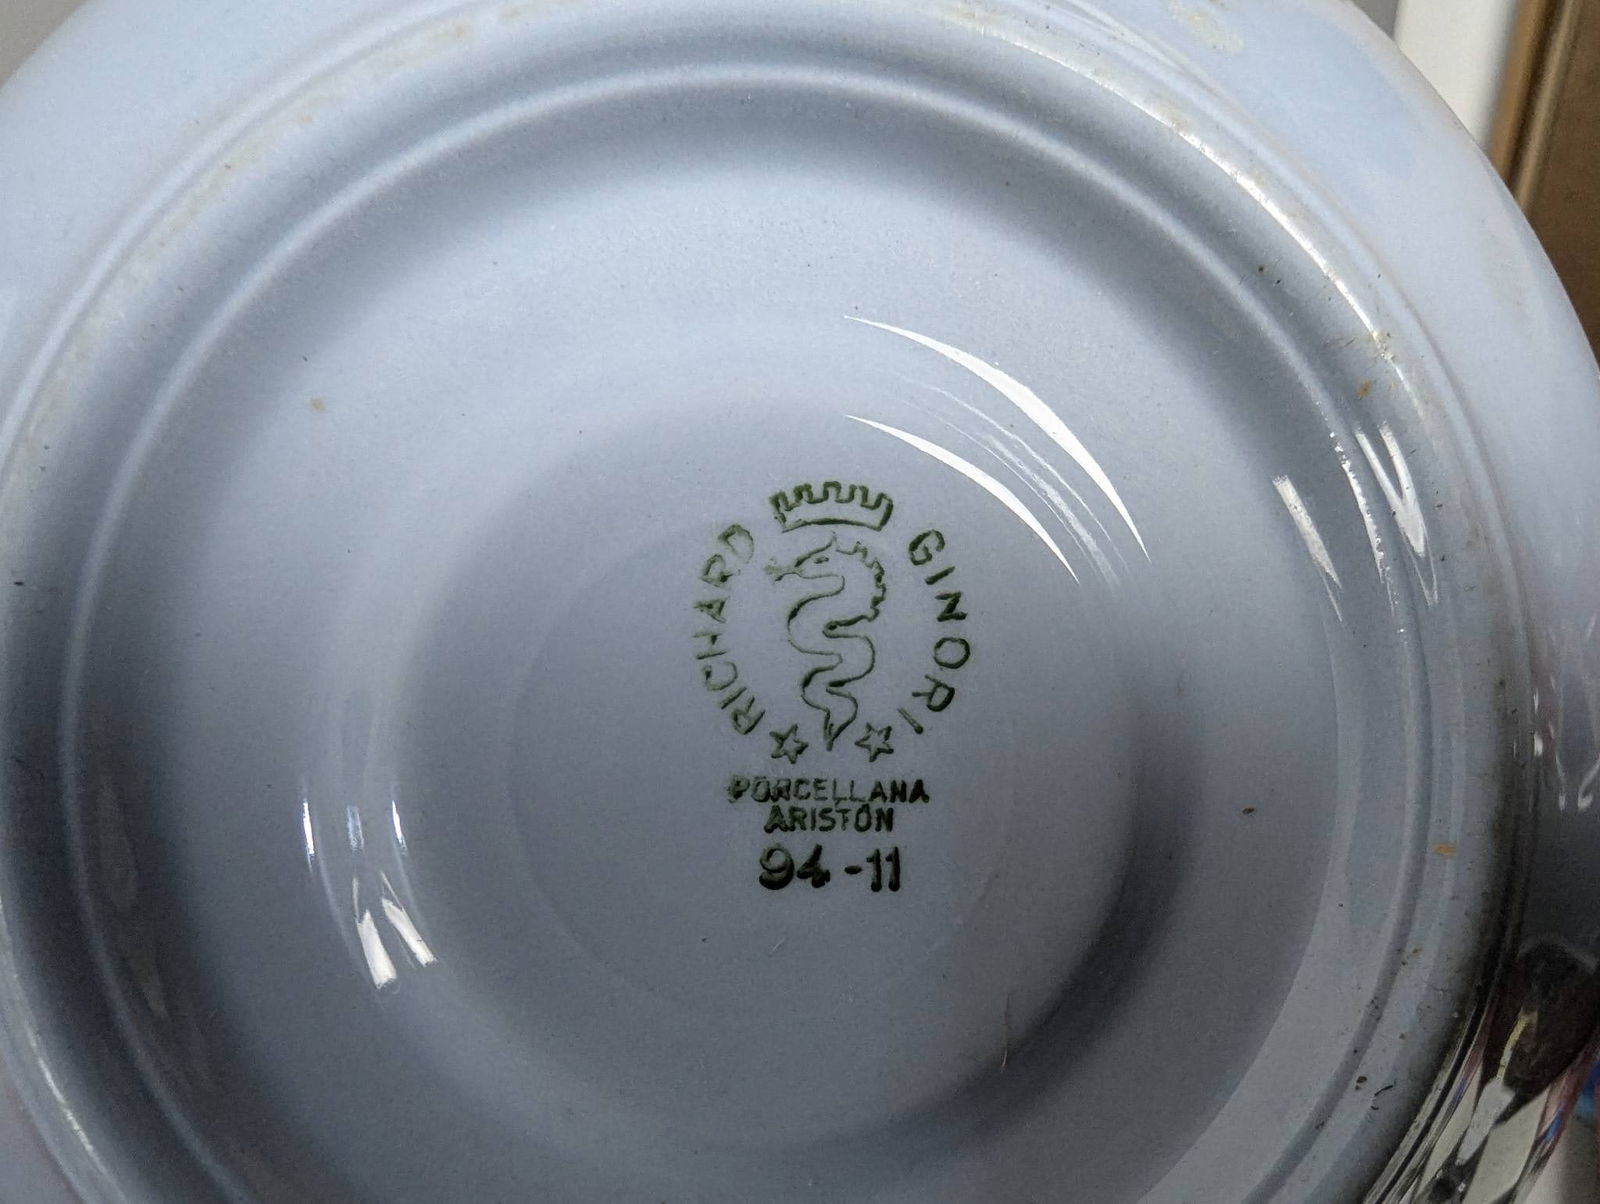 RICHARD GINORI
PORCELLANA
ARISTON
94-11